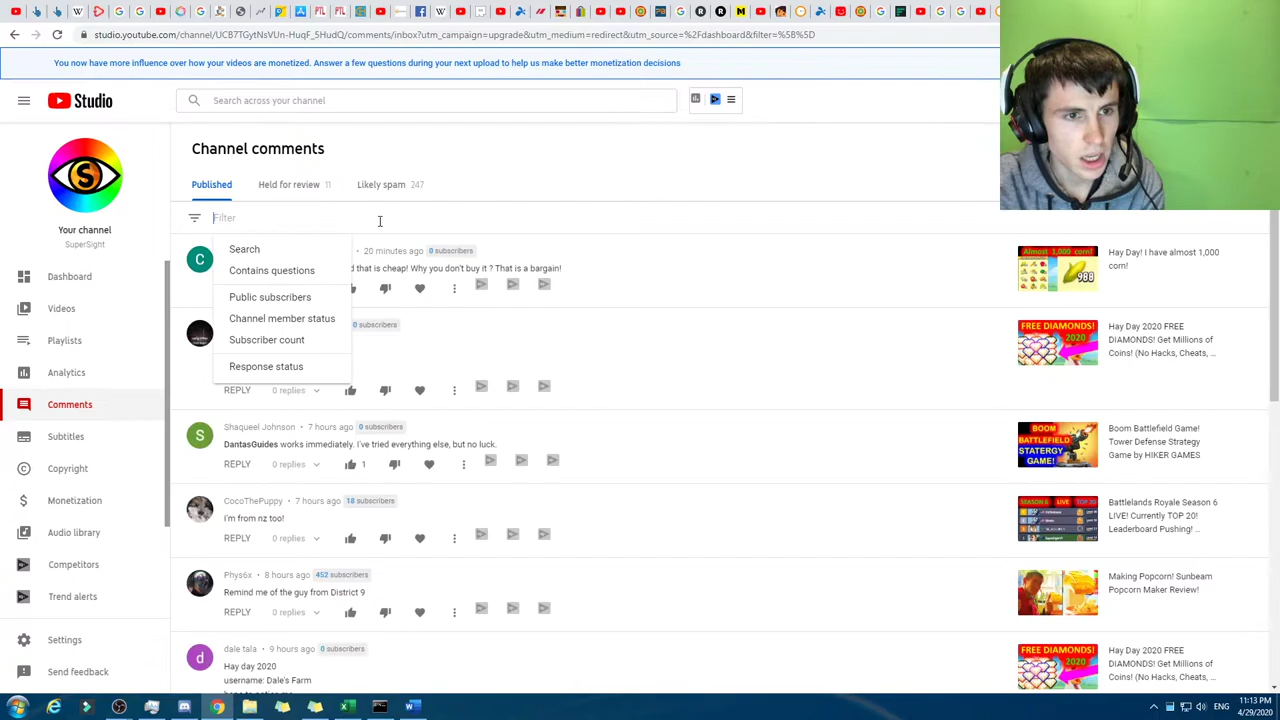 studio.youtube.com/channel/UCB7TGytNsVUn-HuqF_5HudQ/comments/inbox?utm_campaign=upgrade&utm_medium=redirect&utm_source=%2Fdashboard&filter=%5B%5D
You now have more influence over how your videos are monetized. Answer a few questions during your next upload to help us make better monetization decisions
Studio
Search across your channel
S
Your channel
SuperSight
Dashboard
Videos
Playlists
Analytics
Comments
Subtitles
Copyright
Monetization
Audio library
Competitors
Trend alerts
Settings
Send feedback
Channel comments
Published
Held for review 11
Likely spam 247
Filter
Search
Contains questions
Public subscribers
Channel member status
Subscriber count
Response status
C
• 20 minutes ago 0 subscribers
d that is cheap! Why you don't buy it ? That is a bargain!
Almost 1,000 corn!
988
Hay Day! I have almost 1,000
corn!
0 subscribers
REPLY 0 replies
FREE DIAMONDS!
2020
Hay Day 2020 FREE
DIAMONDS! Get Millions of
Coins! (No Hacks, Cheats, ...
S
Shaqueel Johnson • 7 hours ago 0 subscribers
DantasGuides works immediately. I've tried everything else, but no luck.
REPLY 0 replies 1
BOOM
BATTLEFIELD
STATERGY
GAME!
Boom Battlefield Game!
Tower Defense Strategy
Game by HIKER GAMES
CocoThePuppy • 7 hours ago 18 subscribers
I'm from nz too!
REPLY 0 replies
SEASON 6 LIVE TOP 20!
Battlelands Royale Season 6
LIVE! Currently TOP 20!
Leaderboard Pushing! ...
Phys6x • 8 hours ago 452 subscribers
Remind me of the guy from District 9
REPLY 0 replies
Making Popcorn! Sunbeam
Popcorn Maker Review!
d
dale tala • 9 hours ago 0 subscribers
Hay day 2020
username: Dale's Farm
FREE DIAMONDS!
2020
Hay Day 2020 FREE
DIAMONDS! Get Millions of
Coins! (No Hacks, Cheats, ...
ENG
11:13 PM
4/29/2020